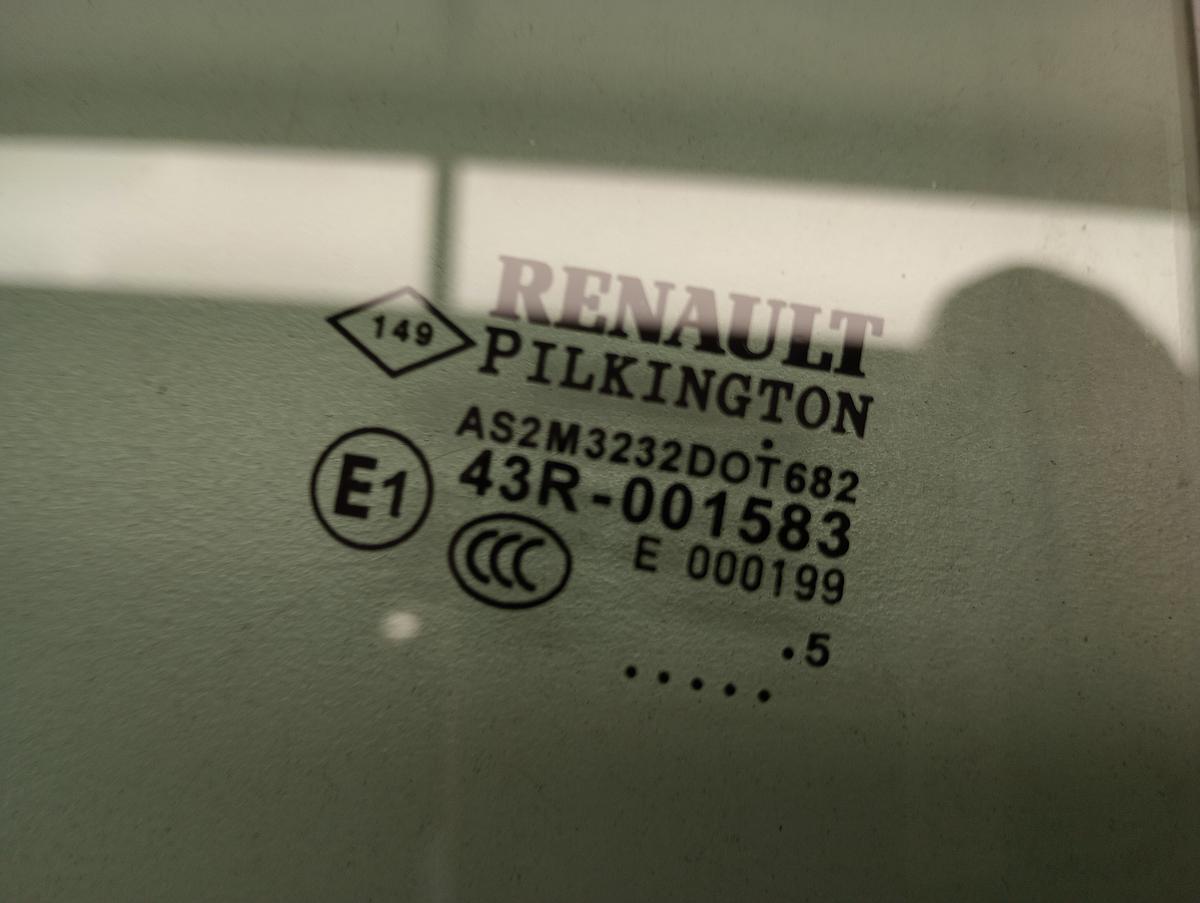 RENAULT
149
PILKINGTON
AS2M3232DOT682
E1
43R-001583
CCC
E 000199
.5
.....